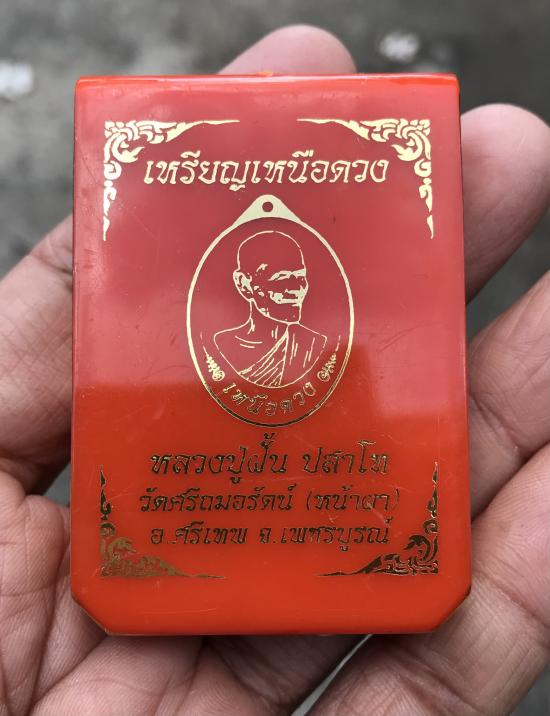 เหรียญเหนือดวง
เหนือดวง
หลวงปู่ฝั้น ปสาโท
วัดศรีถมอรัตน์ (หน้าผา)
อ.ศรีเทพ จ.เพชรบูรณ์